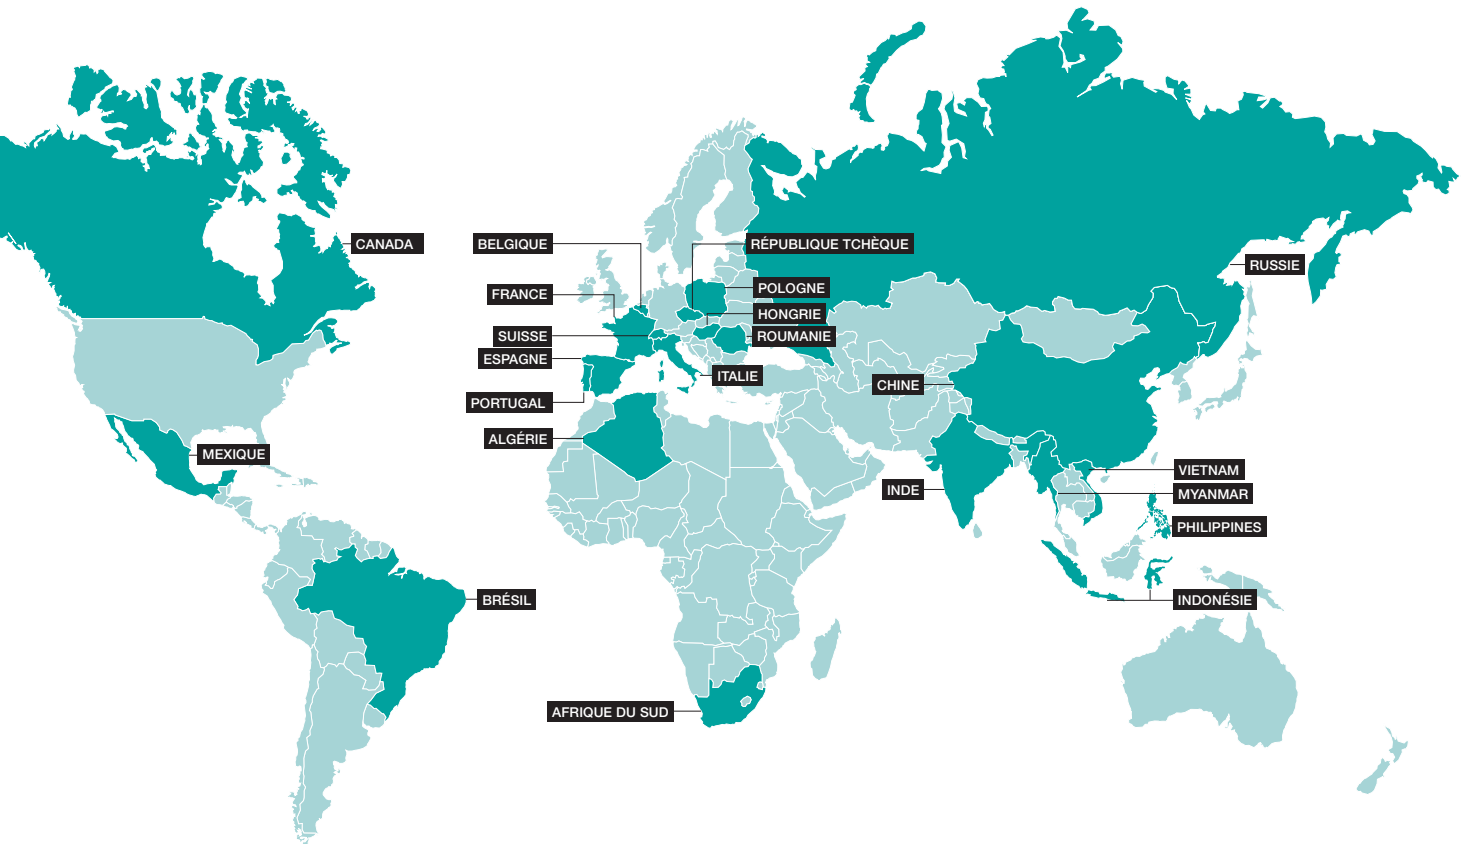 CANADA
BELGIQUE
RÉPUBLIQUE TCHÈQUE
RUSSIE
FRANCE
POLOGNE
HONGRIE
SUISSE
ROUMANIE
ESPAGNE
ITALIE
CHINE
PORTUGAL
ALGÉRIE
MEXIQUE
VIETNAM
INDE
MYANMAR
PHILIPPINES
BRÉSIL
INDONÉSIE
AFRIQUE DU SUD